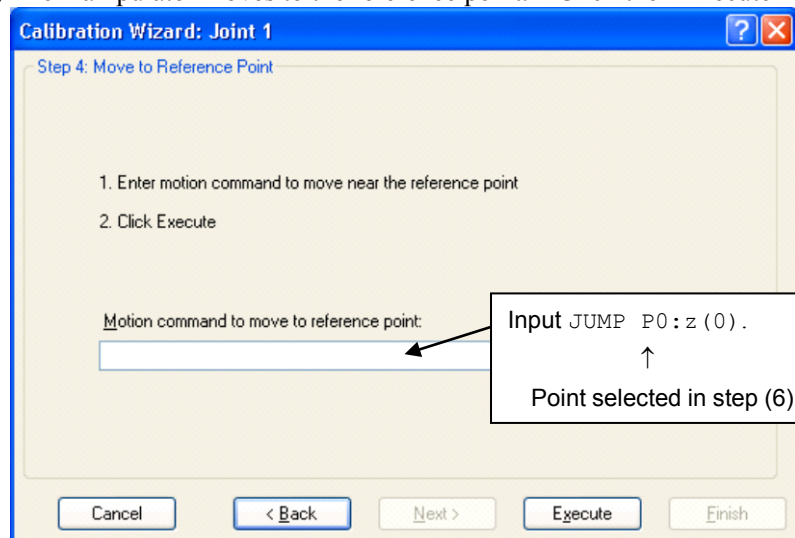 Calibration Wizard: Joint 1
Step 4: Move to Reference Point
1. Enter motion command to move near the reference point
2. Click Execute
Motion command to move to reference point:
Input JUMP P0:z(0).
↑
Point selected in step (6)
Cancel
< Back
Next >
Execute
Finish